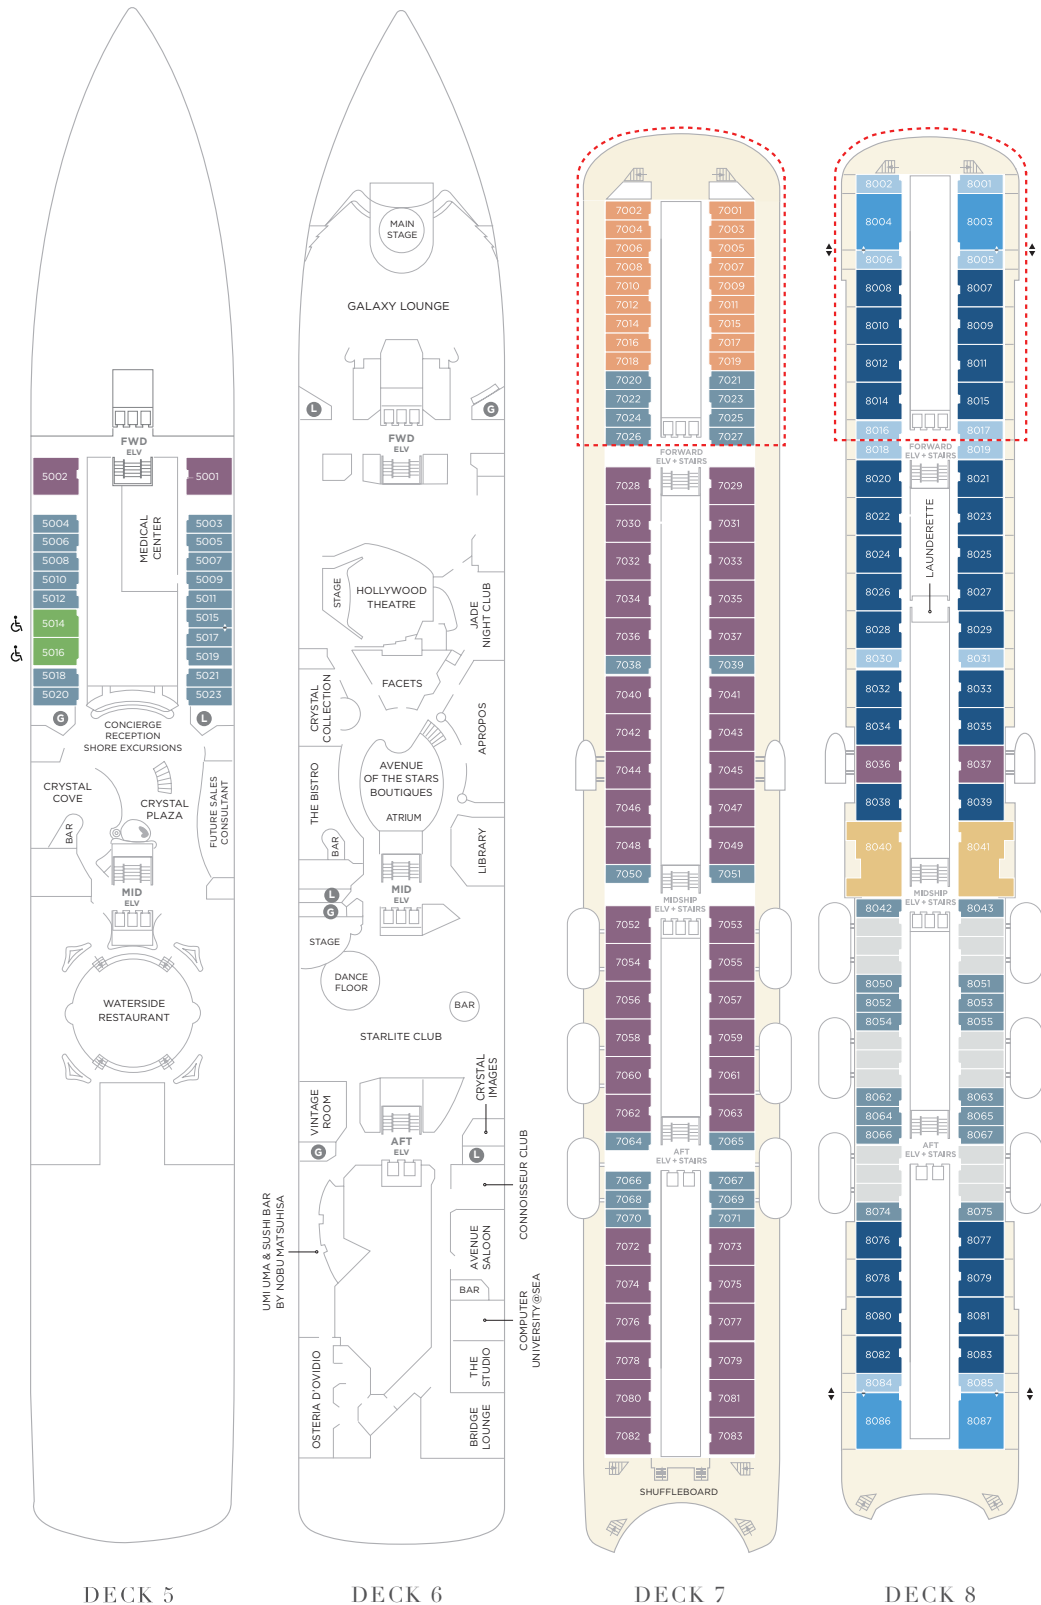 FWD
ELV
5002
5001
MEDICAL
CENTER
5004
5003
5006
5005
5008
5007
5010
5009
5012
5011
5014
5015
5017
5016
5019
5018
5021
5020
5023
G
L
CONCIERGE
RECEPTION
SHORE EXCURSIONS
CRYSTAL
COVE
CRYSTAL
PLAZA
BAR
FUTURE SALES
CONSULTANT
MID
ELV
WATERSIDE
RESTAURANT
DECK 5
MAIN
STAGE
GALAXY LOUNGE
L
G
FWD
ELV
STAGE
HOLLYWOOD
THEATRE
JADE
NIGHT CLUB
FACETS
CRYSTAL
COLLECTION
APROPOS
AVENUE
OF THE STARS
BOUTIQUES
ATRIUM
THE BISTRO
BAR
LIBRARY
MID
ELV
L
G
STAGE
DANCE
FLOOR
BAR
STARLITE CLUB
CRYSTAL
IMAGES
VINTAGE
ROOM
AFT
ELV
G
L
CONNOISSEUR CLUB
UMI UMA & SUSHI BAR
BY NOBU MATSUHISA
AVENUE
SALOON
BAR
COMPUTER
UNIVERSITY@SEA
THE
STUDIO
OSTERIA D'OVIDIO
BRIDGE
LOUNGE
DECK 6
7002
7001
7004
7003
7006
7005
7008
7007
7010
7009
7012
7011
7014
7015
7016
7017
7018
7019
7020
7021
7022
7023
7024
7025
7026
7027
FORWARD
ELV + STAIRS
7028
7029
7030
7031
7032
7033
7034
7035
7036
7037
7038
7039
7040
7041
7042
7043
7044
7045
7046
7047
7048
7049
7050
7051
MIDSHIP
ELV + STAIRS
7052
7053
7054
7055
7056
7057
7058
7059
7060
7061
7062
7063
7064
7065
AFT
ELV + STAIRS
7066
7067
7068
7069
7070
7071
7072
7073
7074
7075
7076
7077
7078
7079
7080
7081
7082
7083
SHUFFLEBOARD
DECK 7
8002
8001
8004
8003
8006
8005
8008
8007
8010
8009
8012
8011
8014
8015
8016
8017
FORWARD
ELV + STAIRS
8018
8019
8020
8021
8022
8023
LAUNDERETTE
8024
8025
8026
8027
8028
8029
8030
8031
8032
8033
8034
8035
8036
8037
8038
8039
8040
8041
MIDSHIP
ELV + STAIRS
8042
8043
8050
8051
8052
8053
8054
8055
8062
8063
8064
8065
8066
8067
AFT
ELV + STAIRS
8074
8075
8076
8077
8078
8079
8080
8081
8082
8083
8084
8085
8086
8087
DECK 8